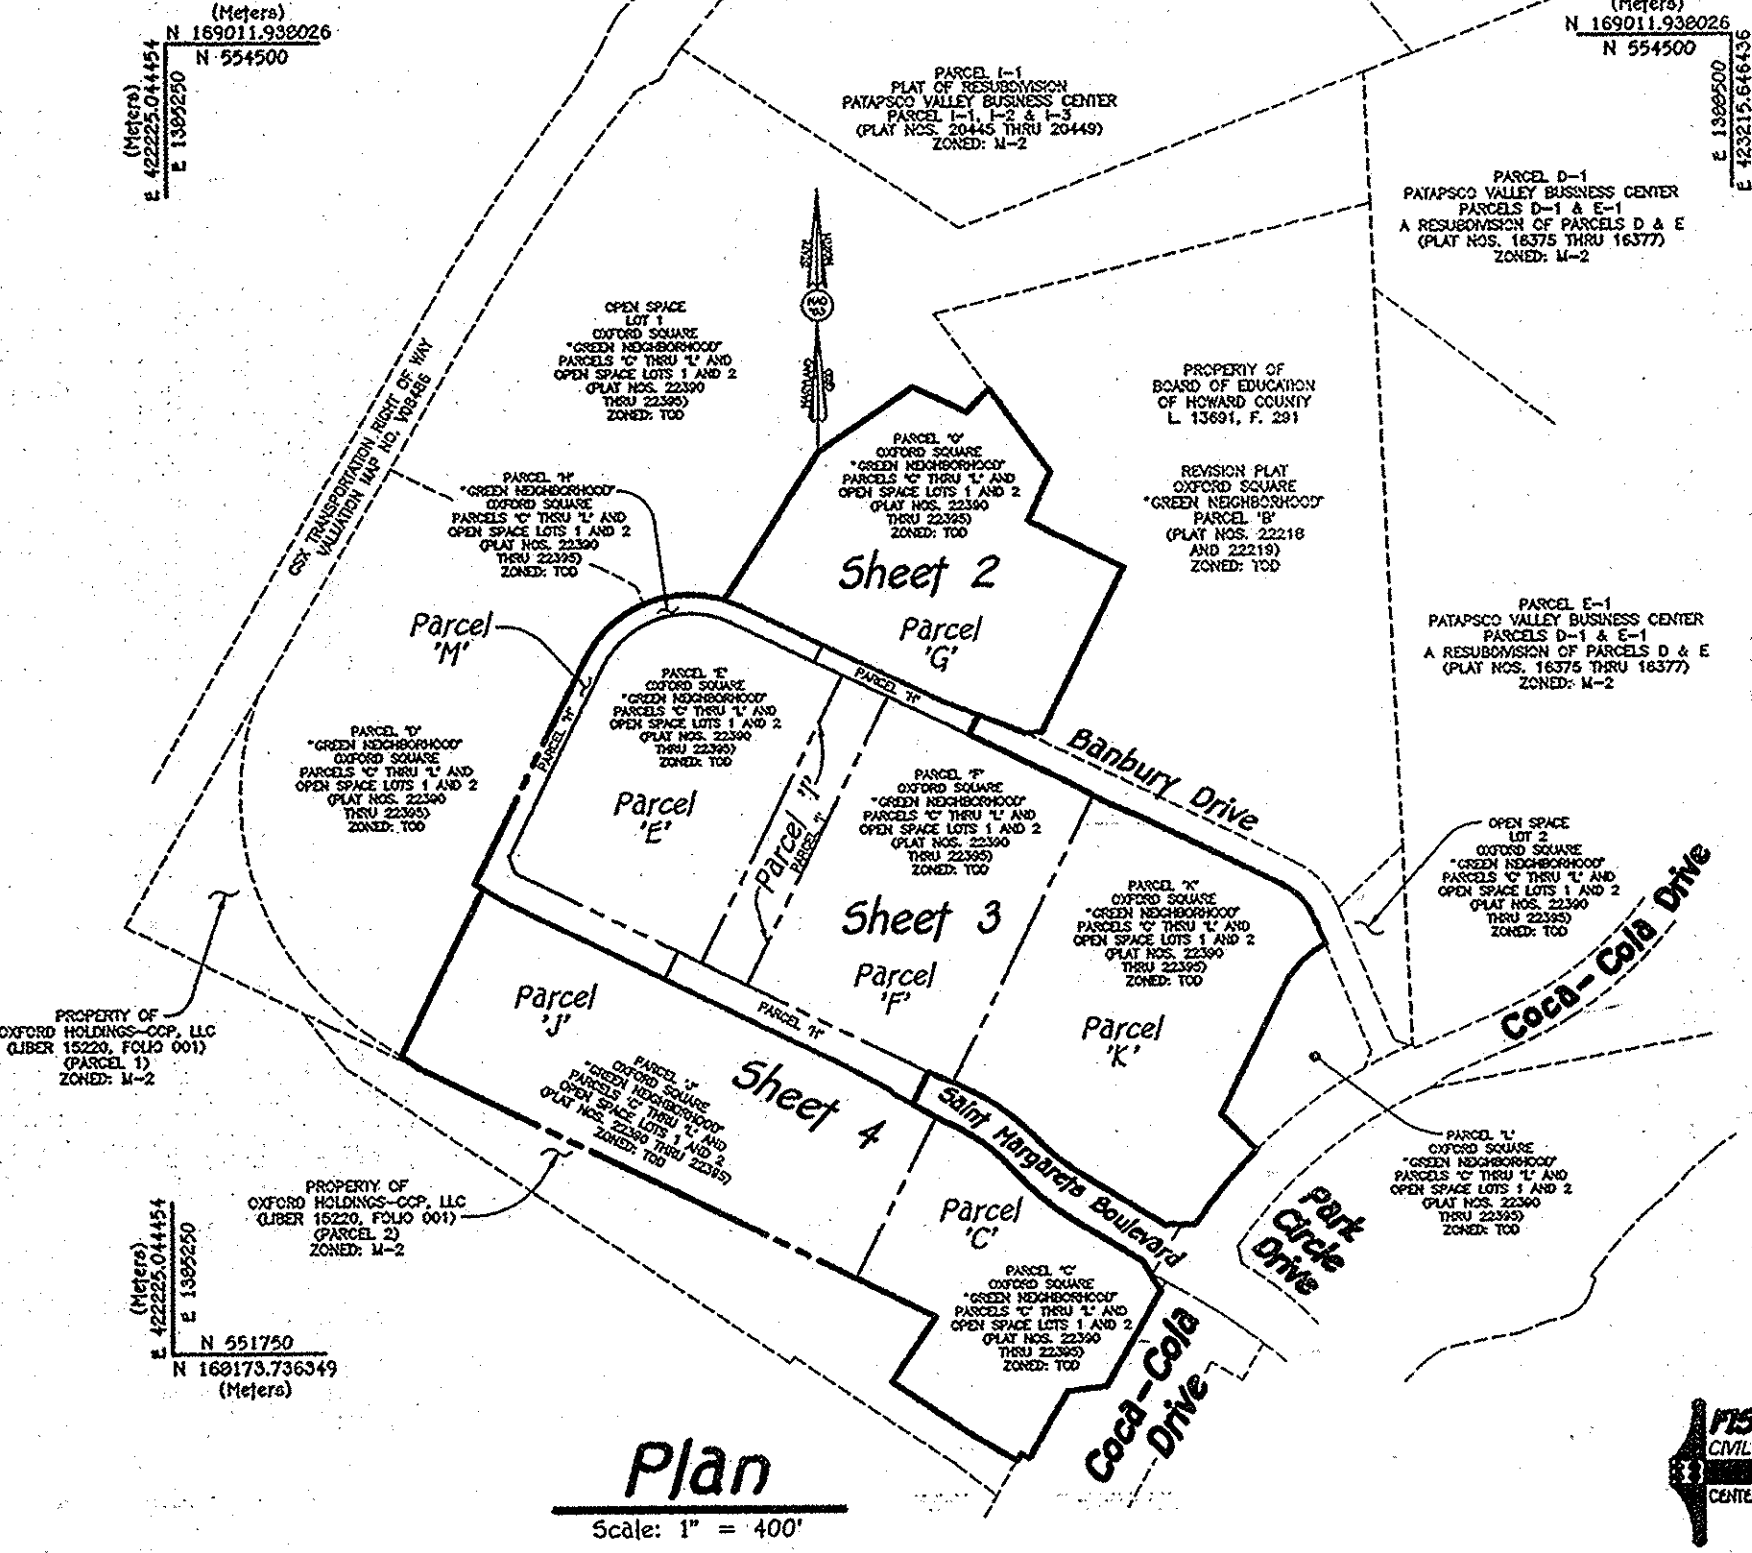 (Meters)
N 169011.938026
N 554500
(Meters)
E 422225.044454
E 1385250
(Meters)
N 169011.938026
N 554500
E 1388500
E 423215.646436
PARCEL I-1
PLAT OF RESUBDIVISION
PATAPSCO VALLEY BUSINESS CENTER
PARCEL I-1, I-2 & I-3
(PLAT NOS. 20445 THRU 20449)
ZONED: M-2
PARCEL D-1
PATAPSCO VALLEY BUSINESS CENTER
PARCELS D-1 & E-1
A RESUBDIVISION OF PARCELS D & E
(PLAT NOS. 16375 THRU 16377)
ZONED: M-2
OPEN SPACE
LOT 1
OXFORD SQUARE
"GREEN NEIGHBORHOOD"
PARCELS 'C' THRU 'L' AND
OPEN SPACE LOTS 1 AND 2
(PLAT NOS. 22390
THRU 22395)
ZONED: TOD
MARYLAND
GRID
CSX TRANSPORTATION RIGHT OF WAY
VALUATION MAP NO. V08486
PROPERTY OF
BOARD OF EDUCATION
OF HOWARD COUNTY
L. 13691, F. 291
REVISION PLAT
OXFORD SQUARE
"GREEN NEIGHBORHOOD"
PARCEL 'B'
(PLAT NOS. 22218
AND 22219)
ZONED: TOD
PARCEL 'G'
OXFORD SQUARE
"GREEN NEIGHBORHOOD"
PARCELS 'C' THRU 'L' AND
OPEN SPACE LOTS 1 AND 2
(PLAT NOS. 22390
THRU 22395)
ZONED: TOD
Sheet 2
Parcel
'G'
PARCEL 'H'
"GREEN NEIGHBORHOOD"
OXFORD SQUARE
PARCELS 'C' THRU 'L' AND
OPEN SPACE LOTS 1 AND 2
(PLAT NOS. 22390
THRU 22395)
ZONED: TOD
Parcel
'M'
PARCEL E-1
PATAPSCO VALLEY BUSINESS CENTER
PARCELS D-1 & E-1
A RESUBDIVISION OF PARCELS D & E
(PLAT NOS. 16375 THRU 16377)
ZONED: M-2
PARCEL 'H'
PARCEL 'H'
PARCEL 'E'
OXFORD SQUARE
"GREEN NEIGHBORHOOD"
PARCELS 'C' THRU 'L' AND
OPEN SPACE LOTS 1 AND 2
(PLAT NOS. 22390
THRU 22395)
ZONED: TOD
Parcel
'E'
PARCEL 'D'
"GREEN NEIGHBORHOOD"
OXFORD SQUARE
PARCELS 'C' THRU 'L' AND
OPEN SPACE LOTS 1 AND 2
(PLAT NOS. 22390
THRU 22395)
ZONED: TOD
Parcel 'I'
PARCEL 'I'
Banbury Drive
PARCEL 'F'
OXFORD SQUARE
"GREEN NEIGHBORHOOD"
PARCELS 'C' THRU 'L' AND
OPEN SPACE LOTS 1 AND 2
(PLAT NOS. 22390
THRU 22395)
ZONED: TOD
Sheet 3
Parcel
'F'
PARCEL 'K'
OXFORD SQUARE
"GREEN NEIGHBORHOOD"
PARCELS 'C' THRU 'L' AND
OPEN SPACE LOTS 1 AND 2
(PLAT NOS. 22390
THRU 22395)
ZONED: TOD
Parcel
'K'
OPEN SPACE
LOT 2
OXFORD SQUARE
"GREEN NEIGHBORHOOD"
PARCELS 'C' THRU 'L' AND
OPEN SPACE LOTS 1 AND 2
(PLAT NOS. 22390
THRU 22395)
ZONED: TOD
Coca-Cola Drive
PROPERTY OF
OXFORD HOLDINGS-CCP, LLC
(LIBER 15220, FOLIO 001)
(PARCEL 1)
ZONED: M-2
Parcel
'J'
PARCEL 'H'
PARCEL 'J'
OXFORD SQUARE
"GREEN NEIGHBORHOOD"
PARCELS 'C' THRU 'L' AND
OPEN SPACE LOTS 1 AND 2
(PLAT NOS. 22390 THRU 22395)
ZONED: TOD
Sheet 4
Saint Margarets Boulevard
PARCEL 'L'
OXFORD SQUARE
"GREEN NEIGHBORHOOD"
PARCELS 'C' THRU 'L' AND
OPEN SPACE LOTS 1 AND 2
(PLAT NOS. 22390
THRU 22395)
ZONED: TOD
PROPERTY OF
OXFORD HOLDINGS-CCP, LLC
(LIBER 15220, FOLIO 001)
(PARCEL 2)
ZONED: M-2
Parcel
'C'
Park
Circle
Drive
PARCEL 'C'
OXFORD SQUARE
"GREEN NEIGHBORHOOD"
PARCELS 'C' THRU 'L' AND
OPEN SPACE LOTS 1 AND 2
(PLAT NOS. 22390
THRU 22395)
ZONED: TOD
Coca-Cola
Drive
(Meters)
E 422225.044454
E 1385250
N 551750
N 168173.736349
(Meters)
Plan
Scale: 1" = 400'
FIS
CIVIL
CENTE